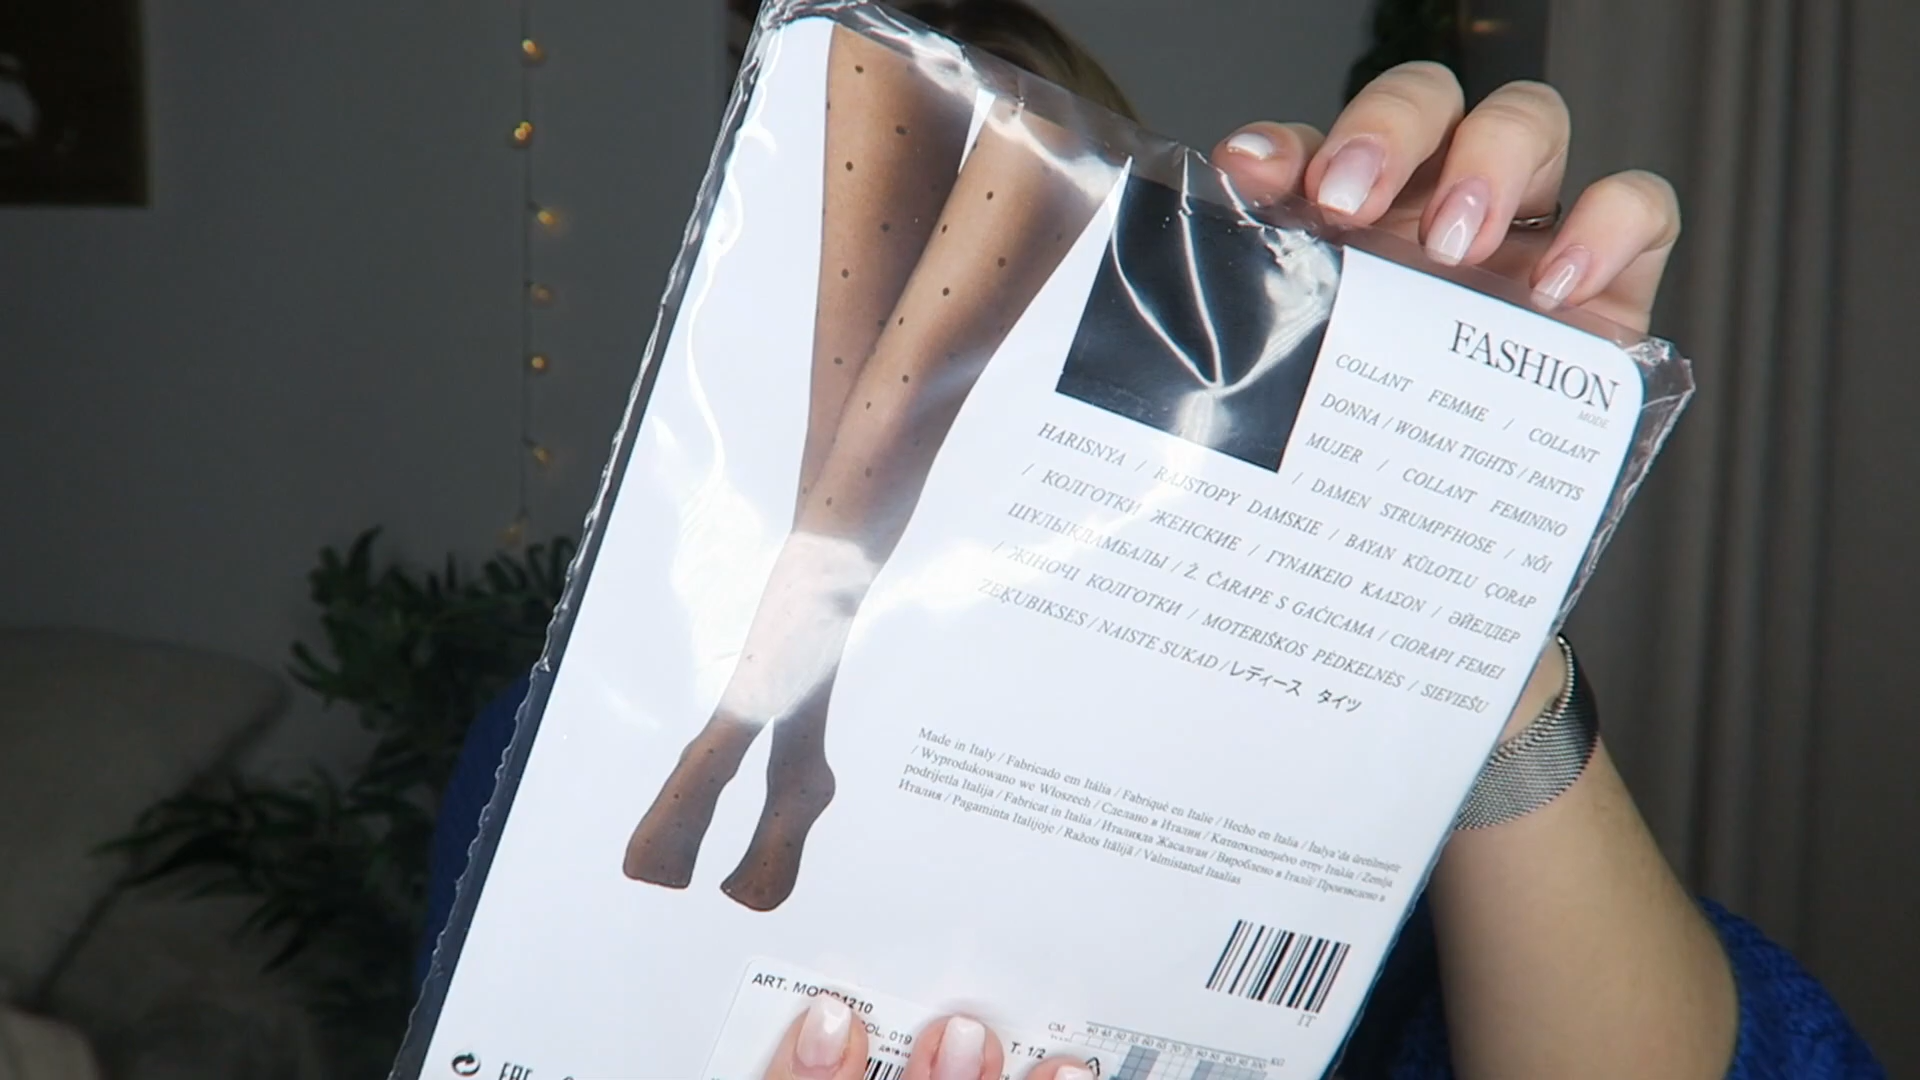 FASHION
MODE
COLLANT FEMME / COLLANT
DONNA / WOMAN TIGHTS / PANTYS
MUJER / COLLANT FEMININO
/ DAMEN STRUMPFHOSE / NŐI
HARISNYA / RAJSTOPY DAMSKIE / BAYAN KÜLOTLU ÇORAP
/ КОЛГОТКИ ЖЕНСКИЕ / ΓΥΝΑΙΚΕΙΟ ΚΑΛΣΟΝ / ӘЙЕЛДЕР
ШҰЛЫҚДАМБАЛЫ / Ž. ČARAPE S GAĆICAMA / CIORAPI FEMEI
/ ЖІНОЧІ КОЛГОТКИ / MOTERIŠKOS PĖDKELNĖS / SIEVIEŠU
ZEĶUBIKSES / NAISTE SUKAD / レディース タイツ
Made in Italy / Fabricado em Itália / Fabriqué en Italie / Hecho en Italia / İtalya'da üretilmiştir
/ Wyprodukowano we Włoszech / Сделано в Италии / στην Ιταλία / Zemlja
podrijetla Italija / Fabricat in Italia / Италияда Жасалған / Вироблено в Італії / Произведено в
Италия / Pagaminta Italijoje / Ražots Itālijā / Valmistatud Itaalias
IT
ART.
COL. 019
T. 1/2
CM
KG